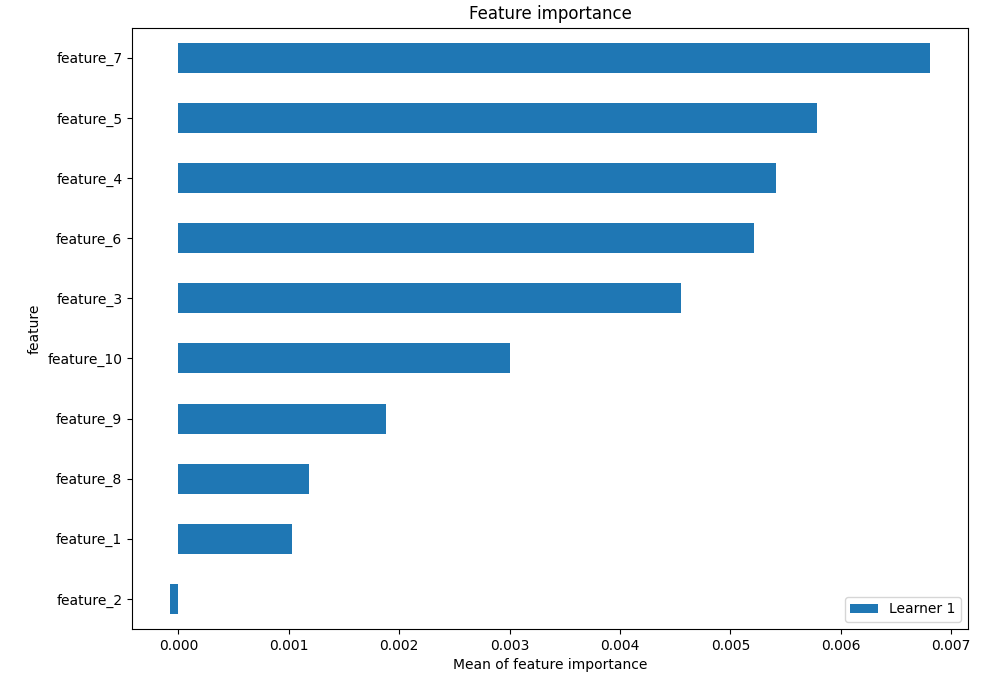 Feature importance
feature_7
feature_5
feature_4
feature_6
feature_3
feature_10
feature_9
feature_8
feature_1
feature_2
feature
Learner 1
0.000 0.001 0.002 0.003 0.004 0.005 0.006 0.007
Mean of feature importance